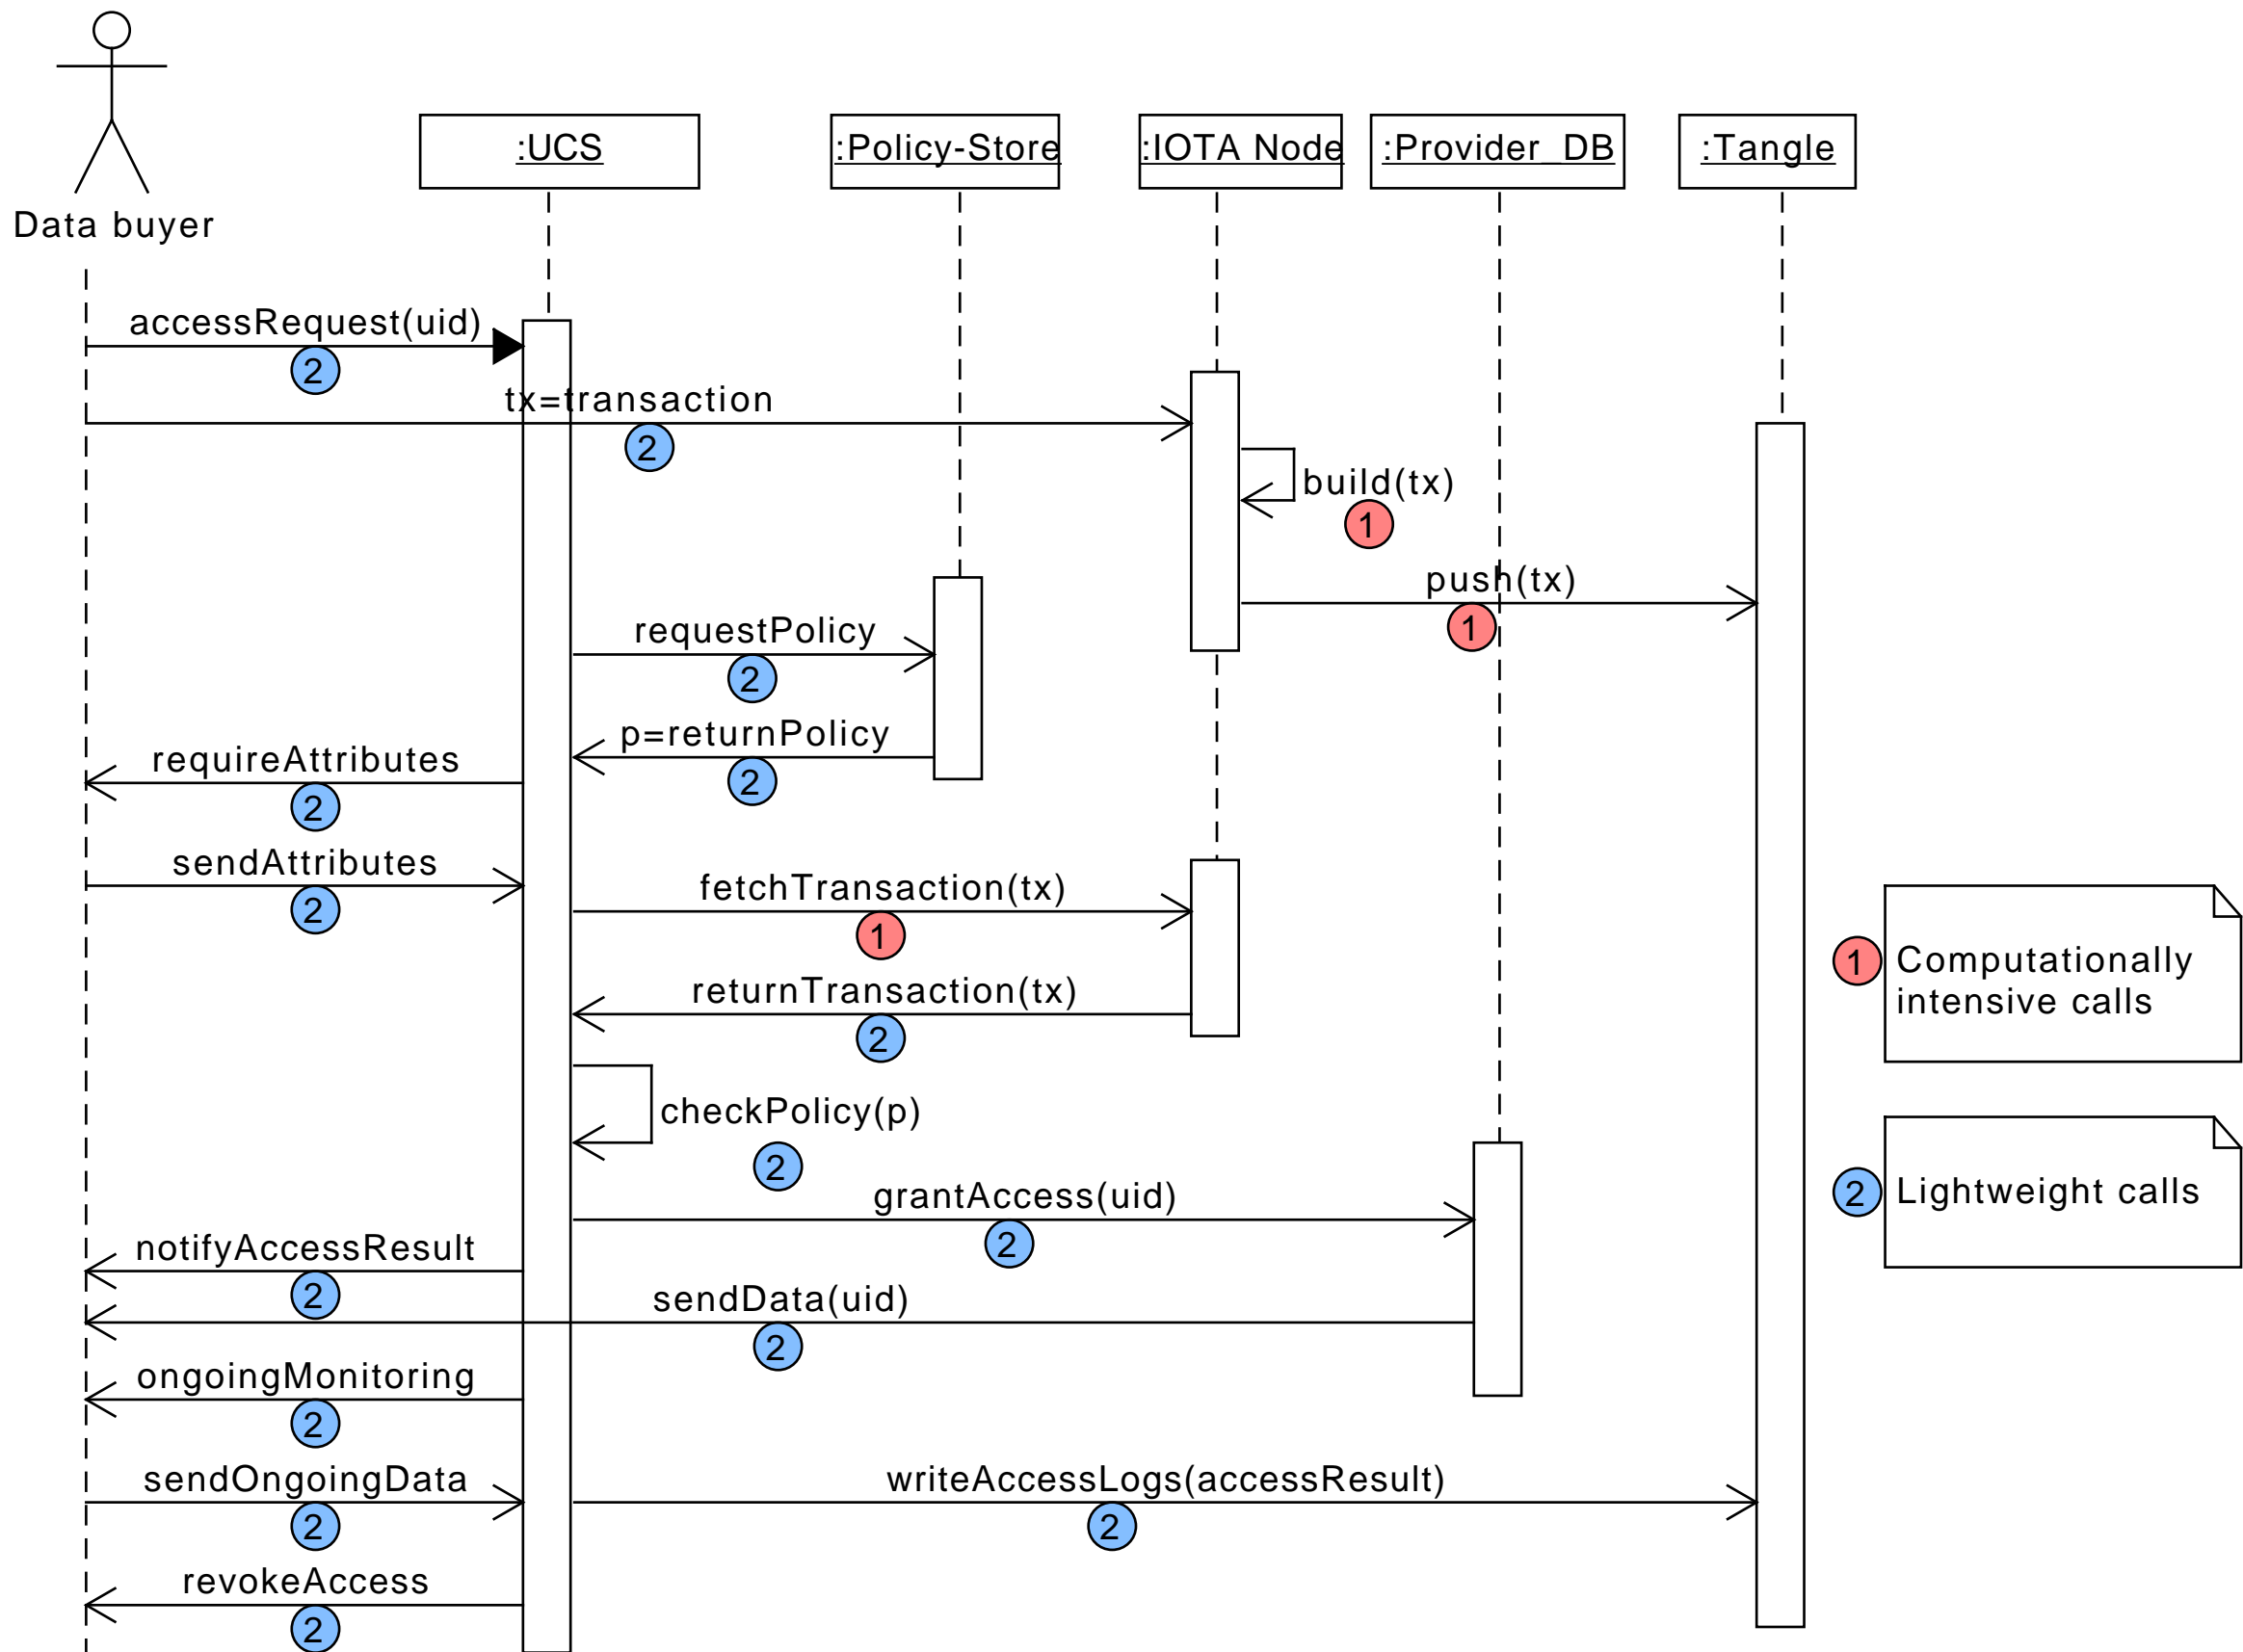 :UCS
:Policy-Store
:IOTA Node
:Provider_DB
:Tangle
Data buyer
accessRequest(uid)
2
tx=transaction
2
build(tx)
1
push(tx)
1
requestPolicy
2
p=returnPolicy
2
requireAttributes
2
sendAttributes
2
fetchTransaction(tx)
1
returnTransaction(tx)
2
checkPolicy(p)
2
grantAccess(uid)
2
notifyAccessResult
2
sendData(uid)
2
ongoingMonitoring
2
sendOngoingData
2
writeAccessLogs(accessResult)
2
revokeAccess
2
1
Computationally
intensive calls
2
Lightweight calls